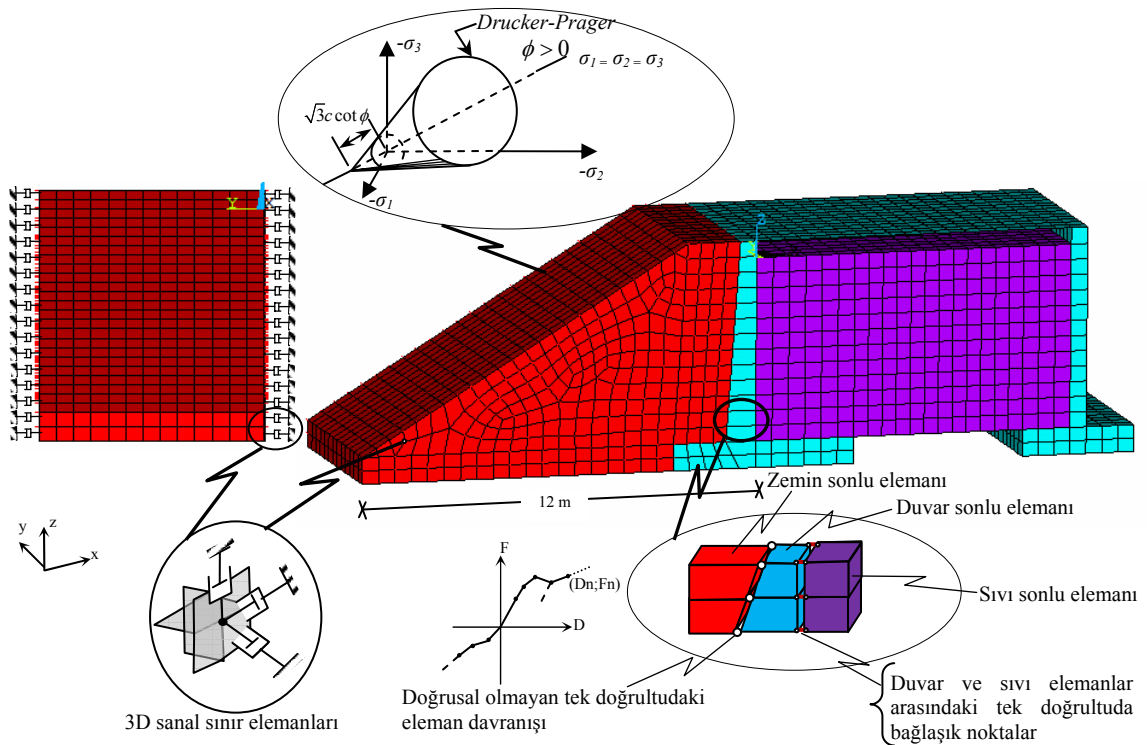 Drucker-Prager
-σ3
ϕ > 0
σ1 = σ2 = σ3
√3c cot ϕ
-σ2
-σ1
Y
X
Z
12 m
Zemin sonlu elemanı
Duvar sonlu elemanı
Sıvı sonlu elemanı
y
z
x
F
(Dn;Fn)
D
Doğrusal olmayan tek doğrultudaki
eleman davranışı
3D sanal sınır elemanları
Duvar ve sıvı elemanlar
arasındaki tek doğrultuda
bağlaşık noktalar